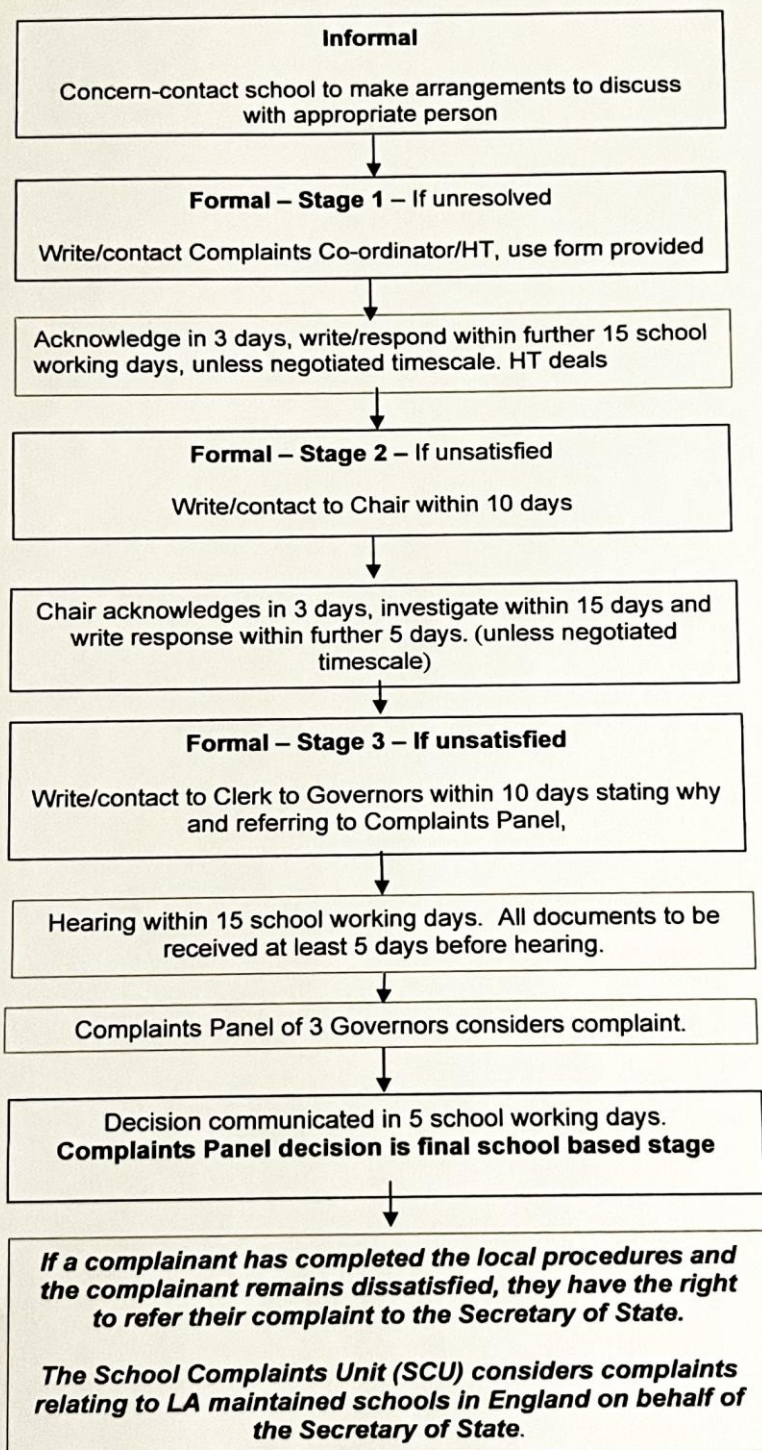 Informal
Concern-contact school to make arrangements to discuss
with appropriate person
Formal – Stage 1 – If unresolved
Write/contact Complaints Co-ordinator/HT, use form provided
Acknowledge in 3 days, write/respond within further 15 school
working days, unless negotiated timescale. HT deals
Formal – Stage 2 – If unsatisfied
Write/contact to Chair within 10 days
Chair acknowledges in 3 days, investigate within 15 days and
write response within further 5 days. (unless negotiated
timescale)
Formal – Stage 3 – If unsatisfied
Write/contact to Clerk to Governors within 10 days stating why
and referring to Complaints Panel,
Hearing within 15 school working days. All documents to be
received at least 5 days before hearing.
Complaints Panel of 3 Governors considers complaint.
Decision communicated in 5 school working days.
Complaints Panel decision is final school based stage
If a complainant has completed the local procedures and
the complainant remains dissatisfied, they have the right
to refer their complaint to the Secretary of State.
The School Complaints Unit (SCU) considers complaints
relating to LA maintained schools in England on behalf of
the Secretary of State.